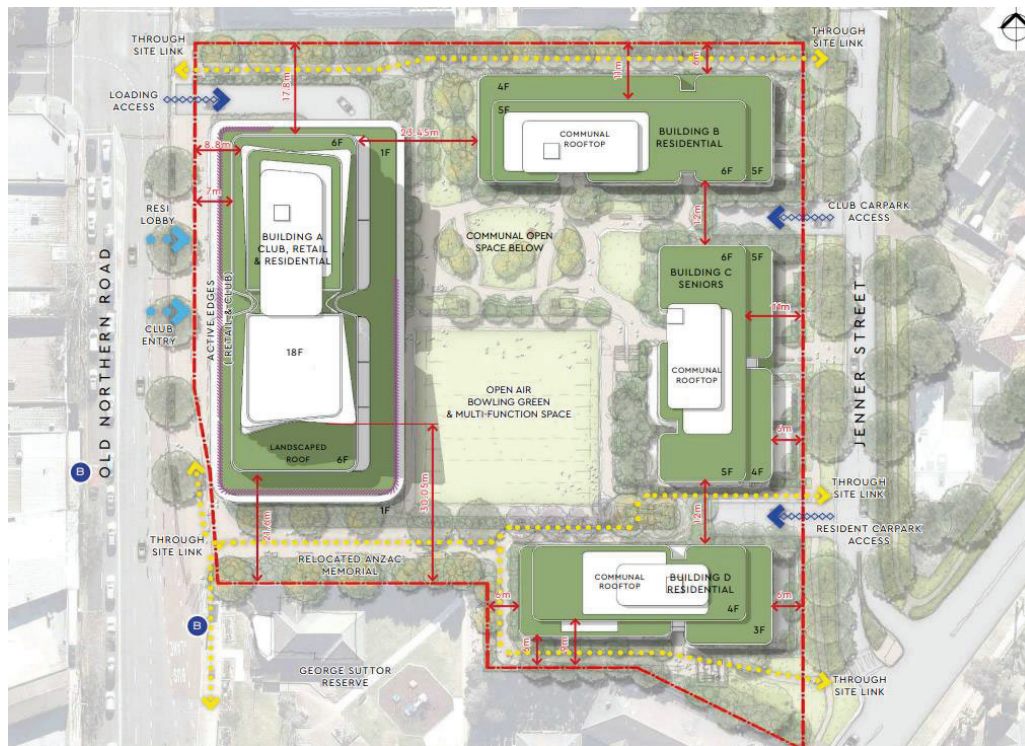 THROUGH
SITE LINK
THROUGH
SITE LINK
LOADING
ACCESS
17.8m
11m
6m
4F
5F
COMMUNAL
ROOFTOP
BUILDING B
RESIDENTIAL
6F
5F
23.45m
6F
1F
8.8m
7m
RESI
LOBBY
BUILDING A
CLUB, RETAIL
& RESIDENTIAL
COMMUNAL OPEN
SPACE BELOW
12m
CLUB CARPARK
ACCESS
6F
5F
BUILDING C
SENIORS
11m
OLD NORTHERN ROAD
CLUB
ENTRY
ACTIVE EDGES
(RETAIL & CLUB)
18F
COMMUNAL
ROOFTOP
JENNER STREET
OPEN AIR
BOWLING GREEN
& MULTI-FUNCTION SPACE
LANDSCAPED
ROOF
6F
30.05m
5F
4F
B
1F
THROUGH
SITE LINK
12m
RESIDENT CARPARK
ACCESS
THROUGH
SITE LINK
RELOCATED ANZAC
MEMORIAL
COMMUNAL
ROOFTOP
BUILDING D
RESIDENTIAL
4F
3F
6m
B
GEORGE SUTTOR
RESERVE
THROUGH
SITE LINK